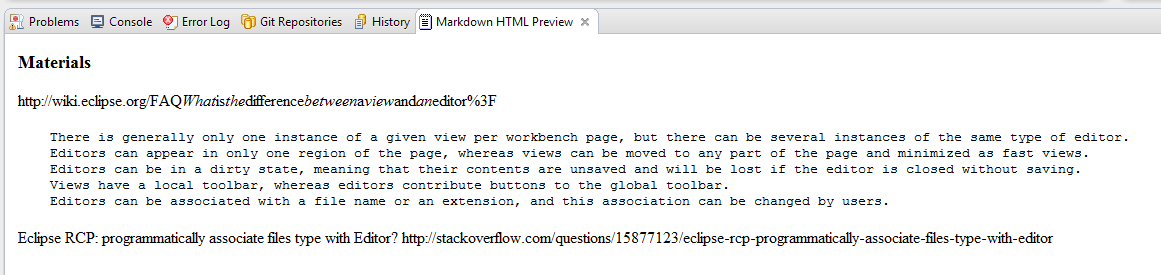 Problems Console Error Log Git Repositories History Markdown HTML Preview
Materials
http://wiki.eclipse.org/FAQWhatisthedifferencebetweenaviewandaneditor%3F
There is generally only one instance of a given view per workbench page, but there can be several instances of the same type of editor.
Editors can appear in only one region of the page, whereas views can be moved to any part of the page and minimized as fast views.
Editors can be in a dirty state, meaning that their contents are unsaved and will be lost if the editor is closed without saving.
Views have a local toolbar, whereas editors contribute buttons to the global toolbar.
Editors can be associated with a file name or an extension, and this association can be changed by users.
Eclipse RCP: programmatically associate files type with Editor? http://stackoverflow.com/questions/15877123/eclipse-rcp-programmatically-associate-files-type-with-editor